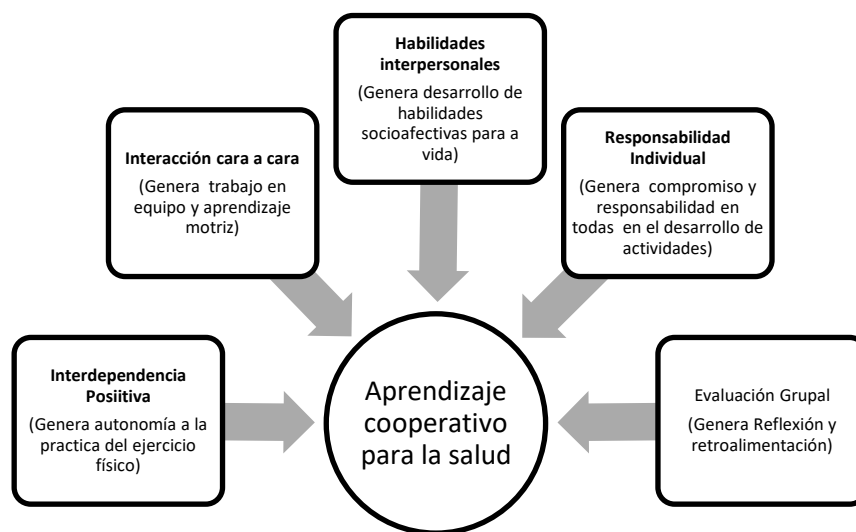 Habilidades
interpersonales
(Genera desarrollo de
habilidades
socioafectivas para a
vida)
Interacción cara a cara
(Genera trabajo en
equipo y aprendizaje
motriz)
Responsabilidad
Individual
(Genera compromiso y
responsabilidad en
todas en el desarrollo de
actividades)
Interdependencia
Posiitiva
(Genera autonomía a la
practica del ejercicio
físico)
Aprendizaje
cooperativo
para la salud
Evaluación Grupal
(Genera Reflexión y
retroalimentación)